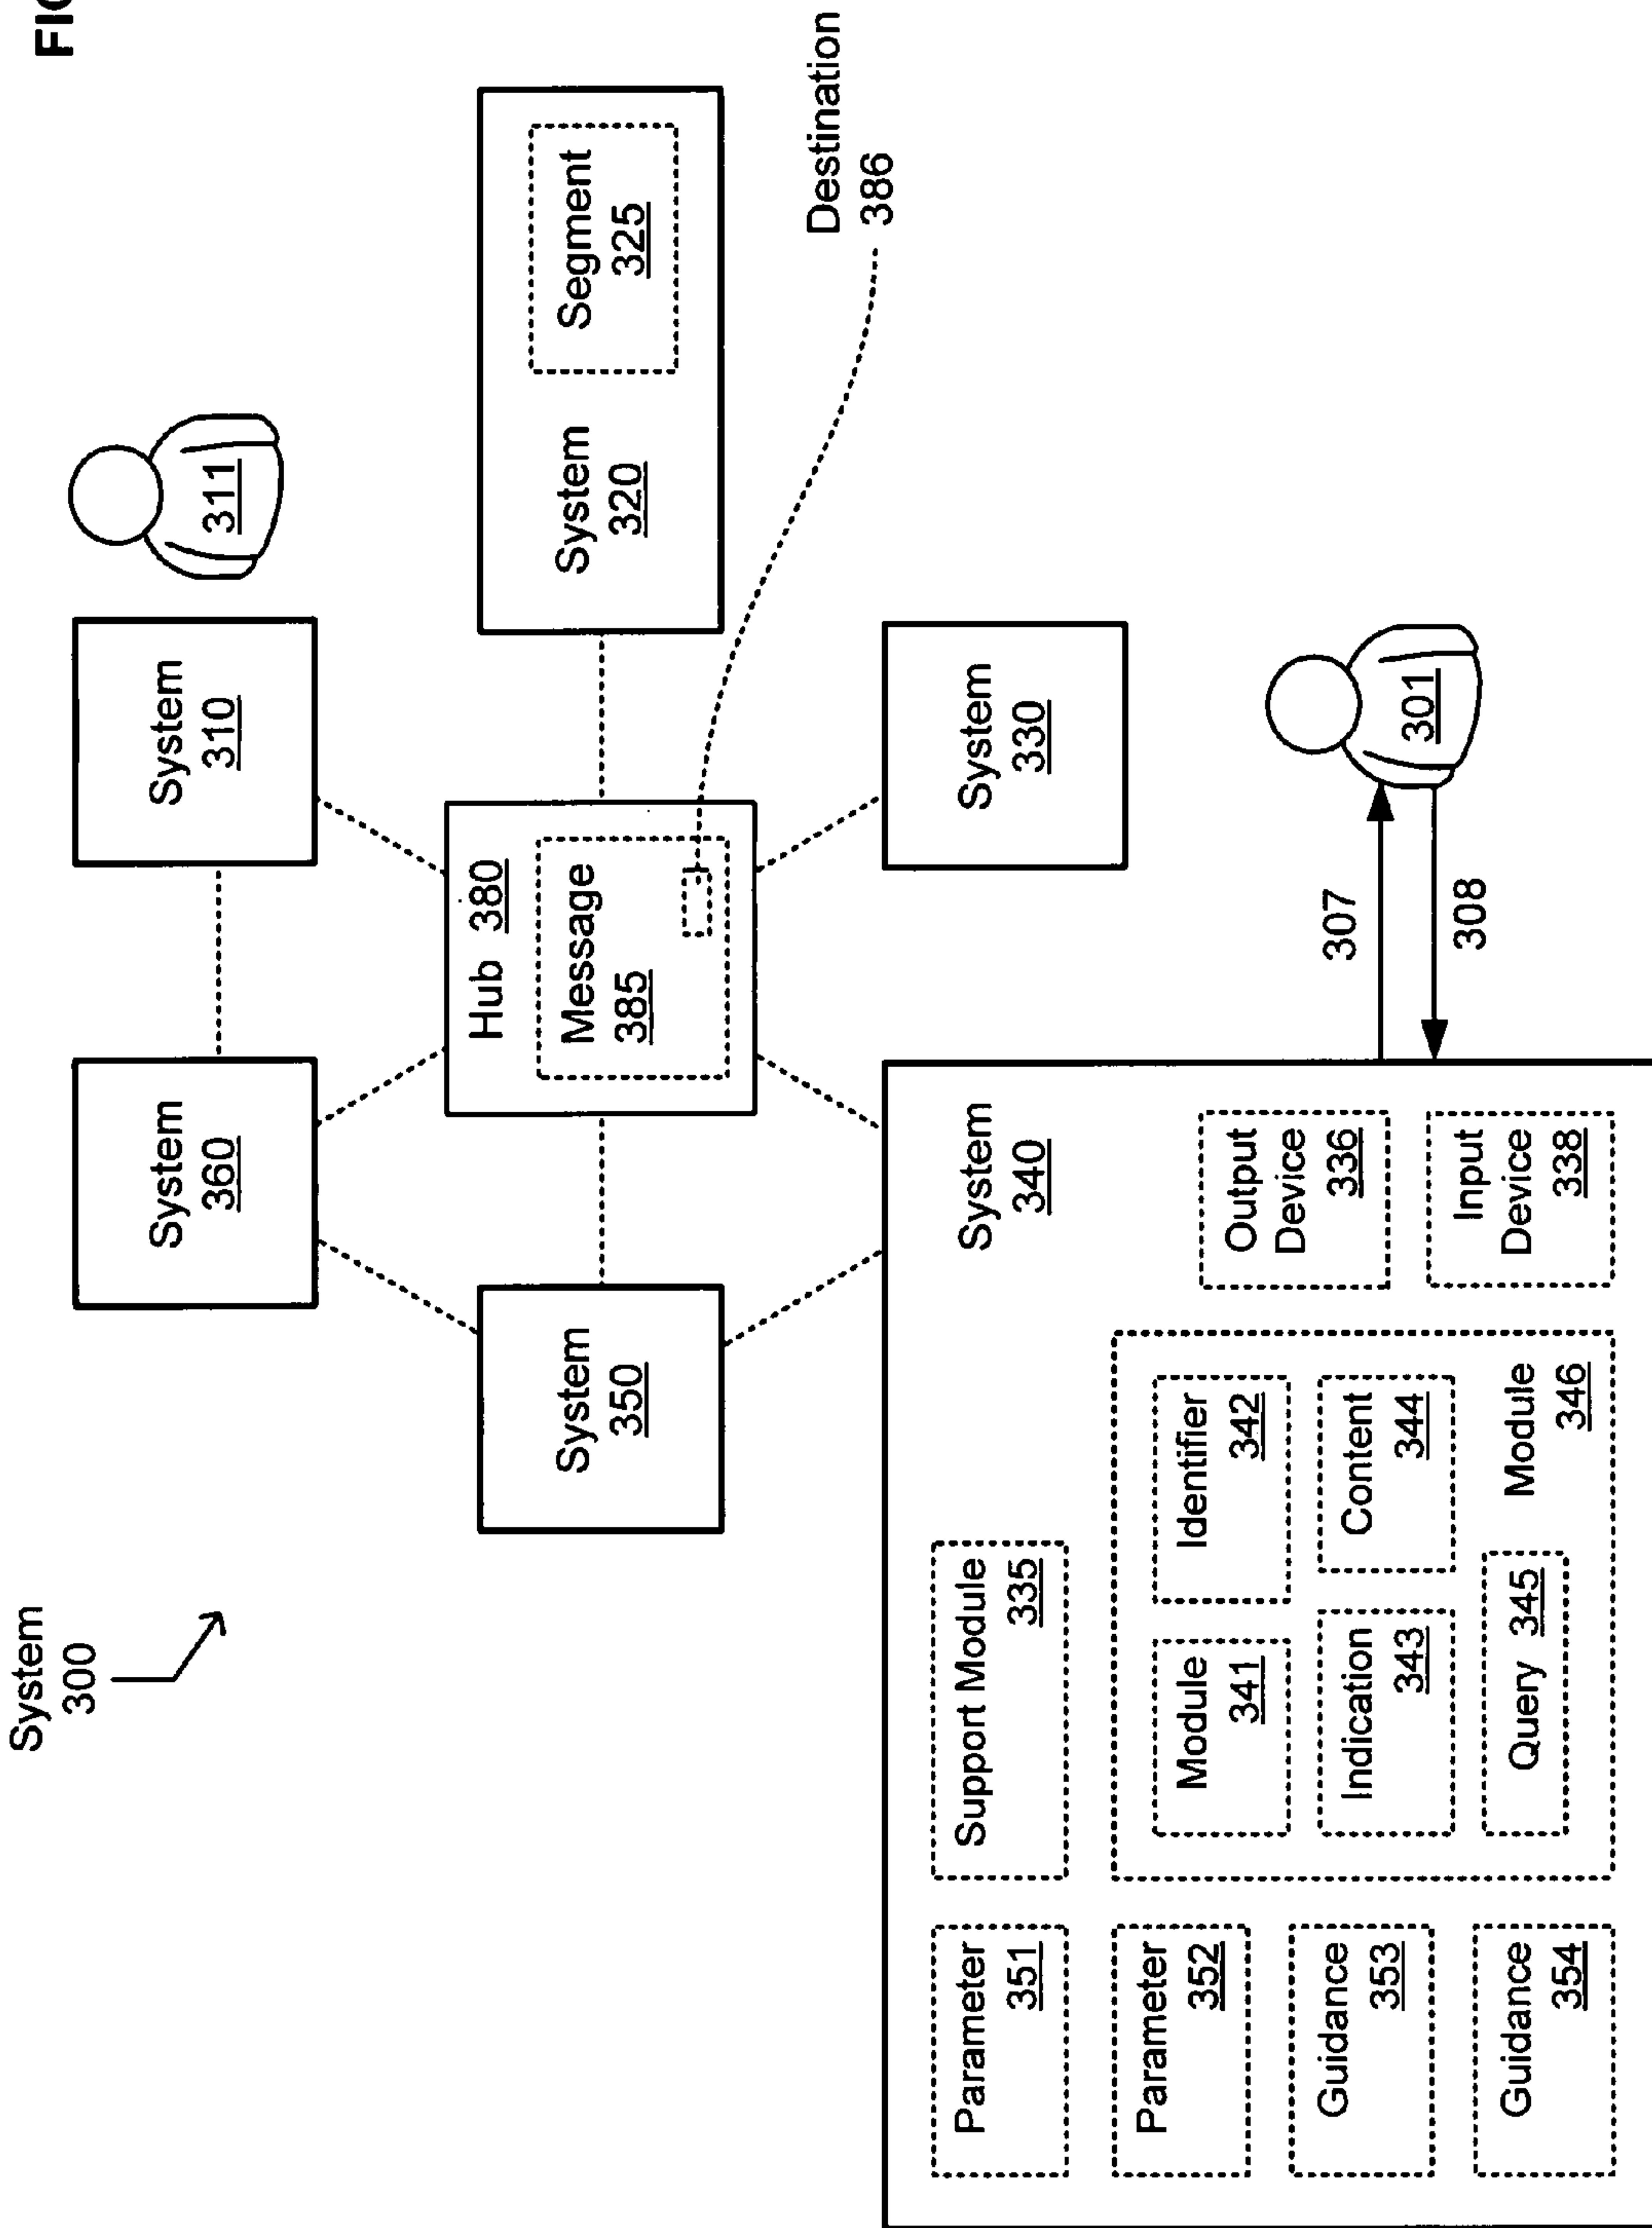 FIG
System
300
System
360
System
310
311
System
350
Hub 380
Message
385
System
320
Segment
325
Destination
386
System
340
System
330
Parameter
351
Support Module
335
Parameter
352
Module
341
Identifier
342
Output
Device
336
307
301
Guidance
353
Indication
343
Content
344
308
Input
Device
338
Guidance
354
Query 345
Module
346